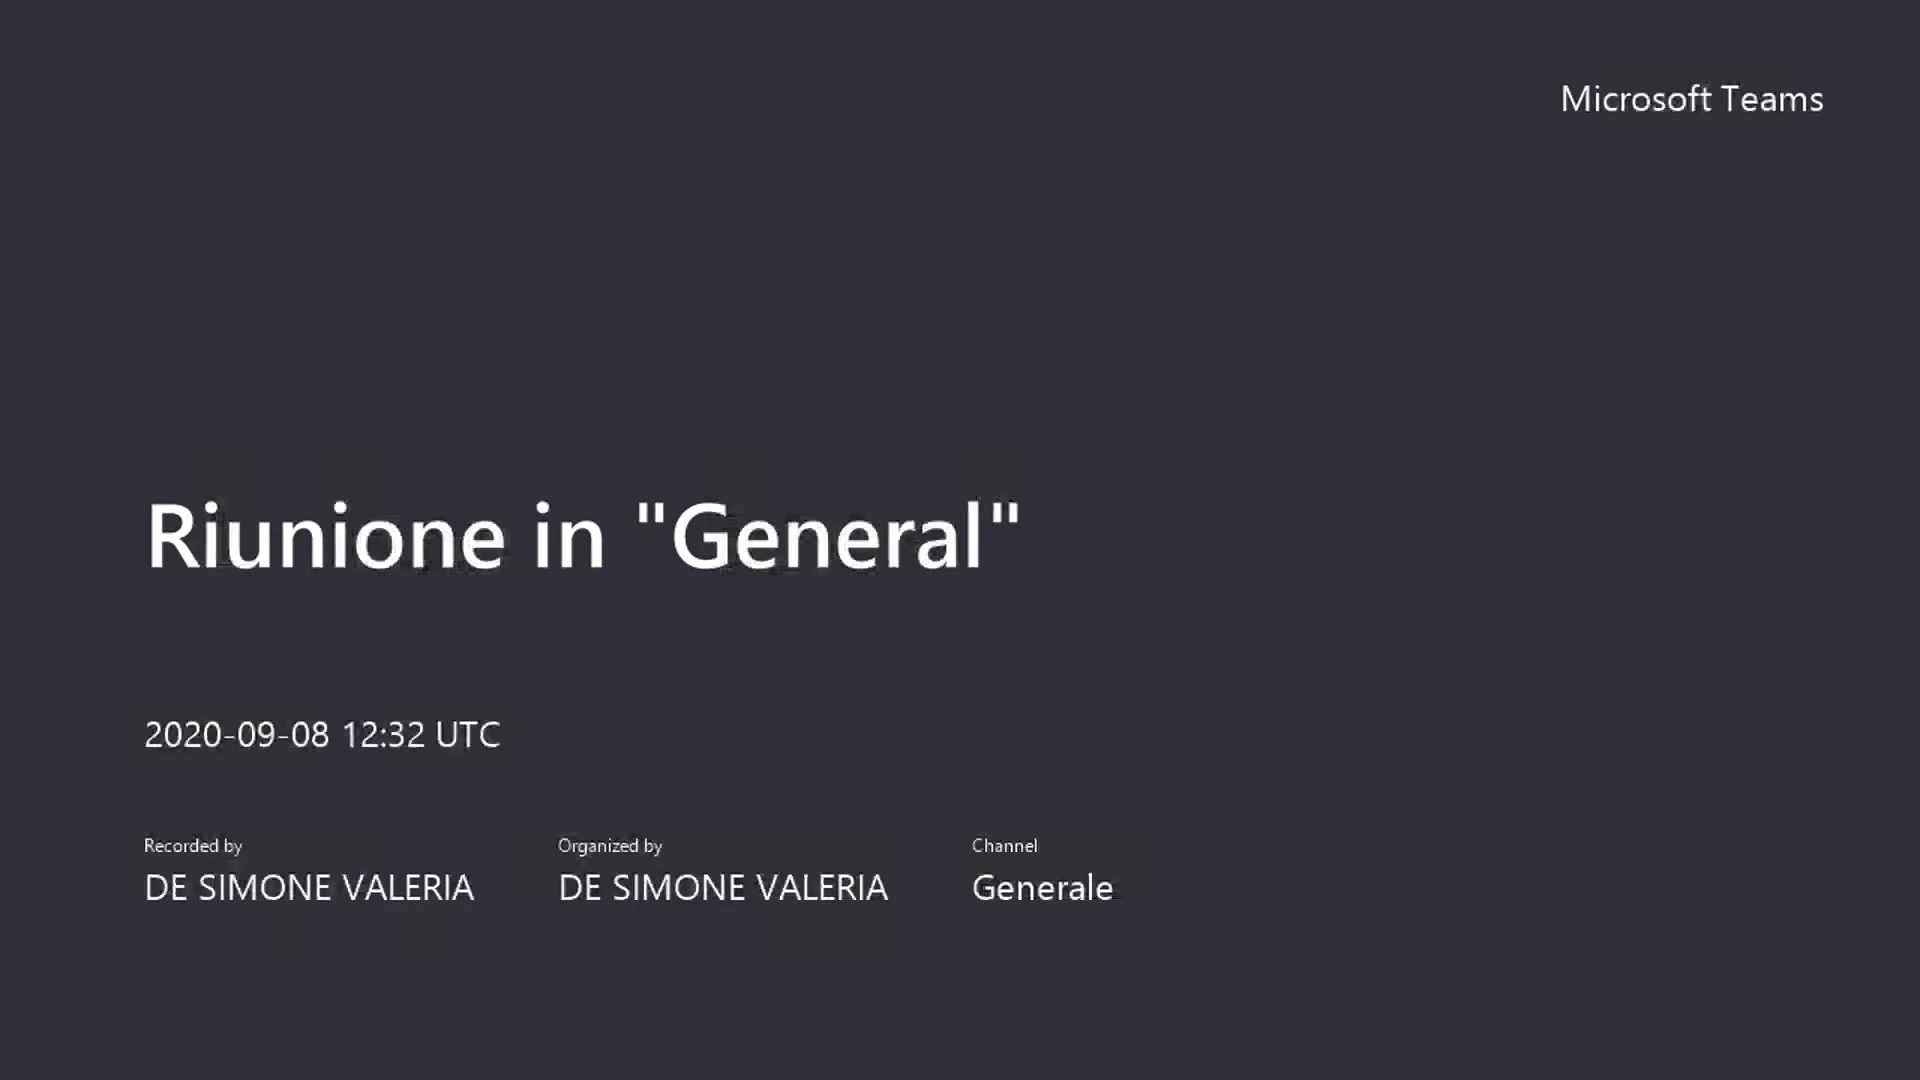 Microsoft Teams
Riunione in "General"
2020-09-08 12:32 UTC
Recorded by
DE SIMONE VALERIA
Organized by
DE SIMONE VALERIA
Channel
Generale